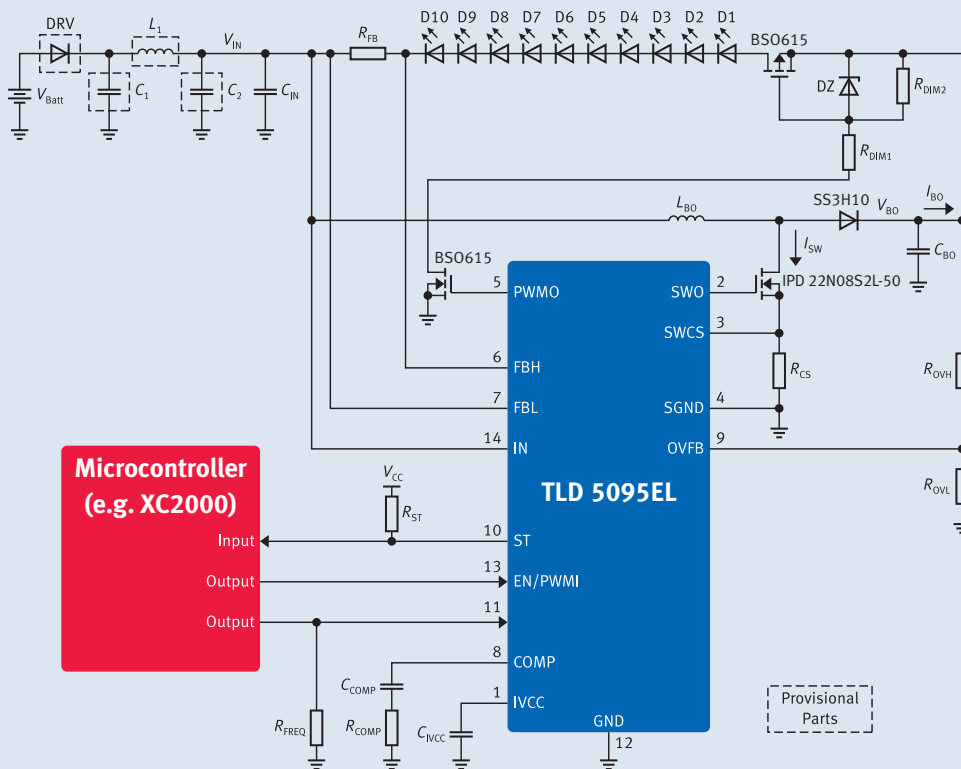 DRV
L1
VIN
RFB
D10 D9 D8 D7 D6 D5 D4 D3 D2 D1
BSO615
VBatt
C1
C2
CIN
DZ
RDIM2
RDIM1
LBO
SS3H10
VBO
IBO
ISW
CBO
BSO615
IPD 22N08S2L-50
5 PWMO
SWO 2
SWCS 3
6 FBH
RCS
ROVH
7 FBL
SGND 4
14 IN
OVFB 9
Microcontroller
(e.g. XC2000)
VCC
RST
TLD 5095EL
ROVL
Input
10 ST
Output
13 EN/PWMI
Output
11
8 COMP
CCOMP
1 IVCC
RFREQ
RCOMP
CIVCC
GND
12
Provisional
Parts